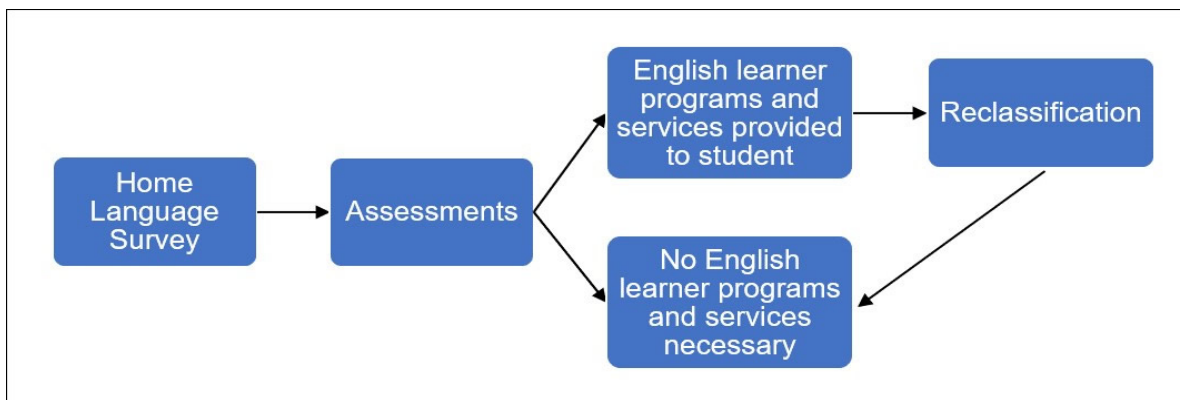 Home
Language
Survey
Assessments
English learner
programs and
services provided
to student
Reclassification
No English
learner programs
and services
necessary